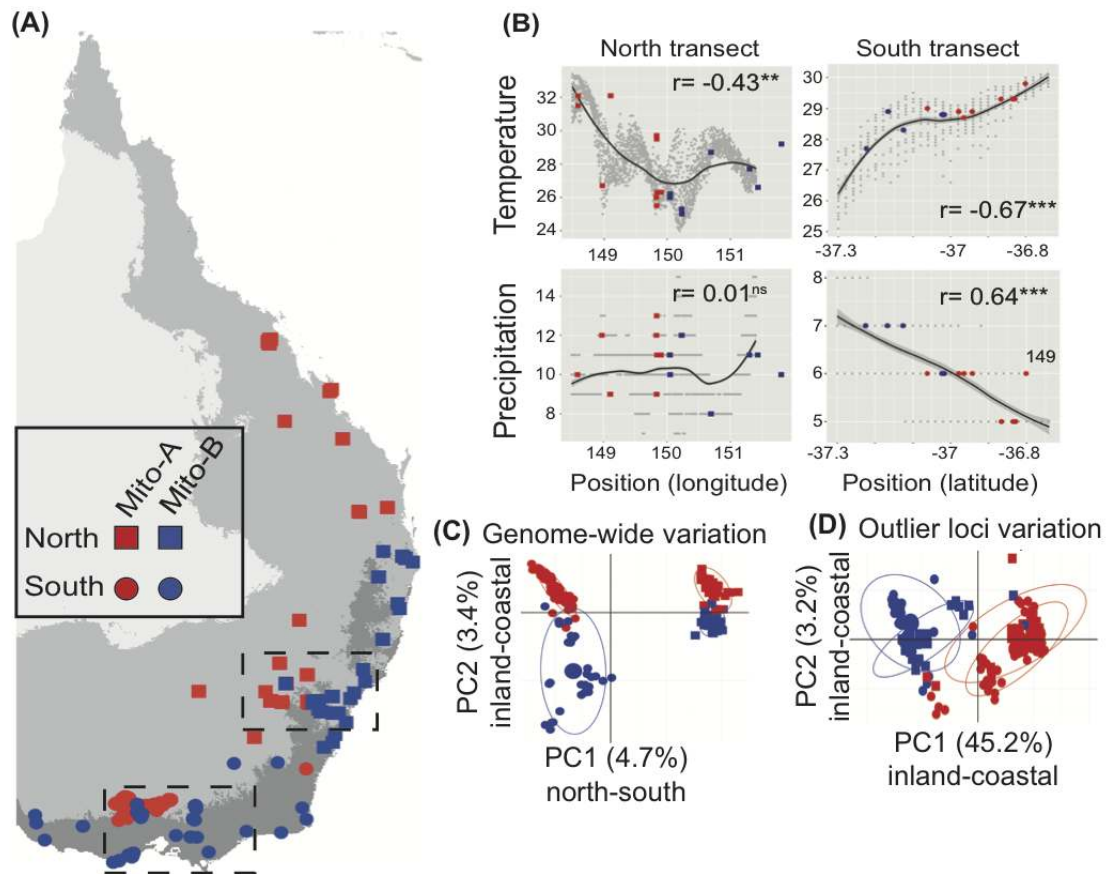 (A)
Mito-A
Mito-B
North
South
(B)
North transect
South transect
Temperature
r= -0.43**
32
30
28
26
24
149
150
151
r= -0.67***
30
29
28
27
26
25
-37.3
-37
-36.8
Precipitation
r= 0.01ns
14
12
10
8
149
150
151
Position (longitude)
r= 0.64***
149
8
7
6
5
-37.3
-37
-36.8
Position (latitude)
(C) Genome-wide variation
PC2 (3.4%)
inland-coastal
PC1 (4.7%)
north-south
(D) Outlier loci variation
PC2 (3.2%)
inland-coastal
PC1 (45.2%)
inland-coastal